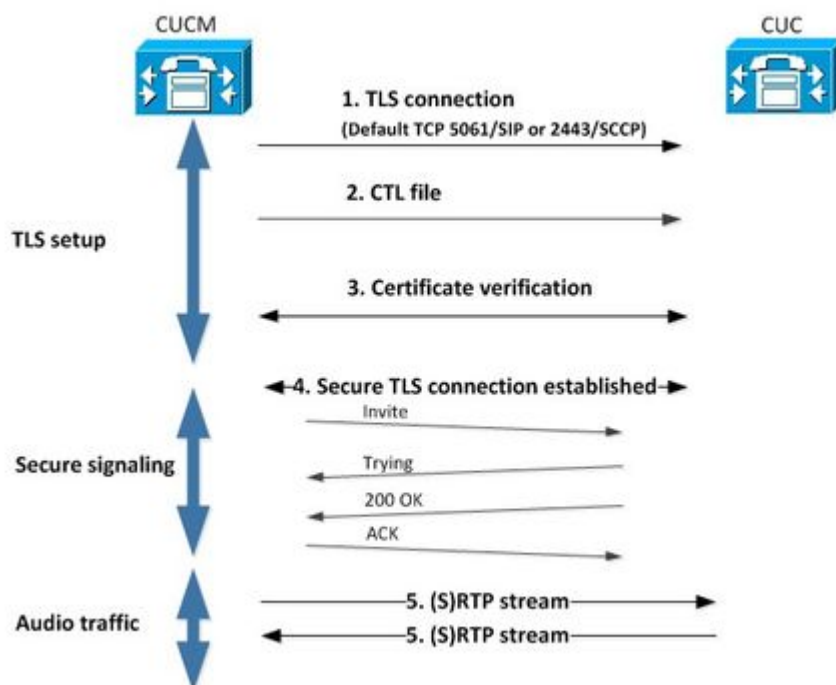 CUCM
CUC
1. TLS connection
(Default TCP 5061/SIP or 2443/SCCP)
2. CTL file
TLS setup
3. Certificate verification
4. Secure TLS connection established
Invite
Secure signaling
Trying
200 OK
ACK
5. (S)RTP stream
Audio traffic
5. (S)RTP stream